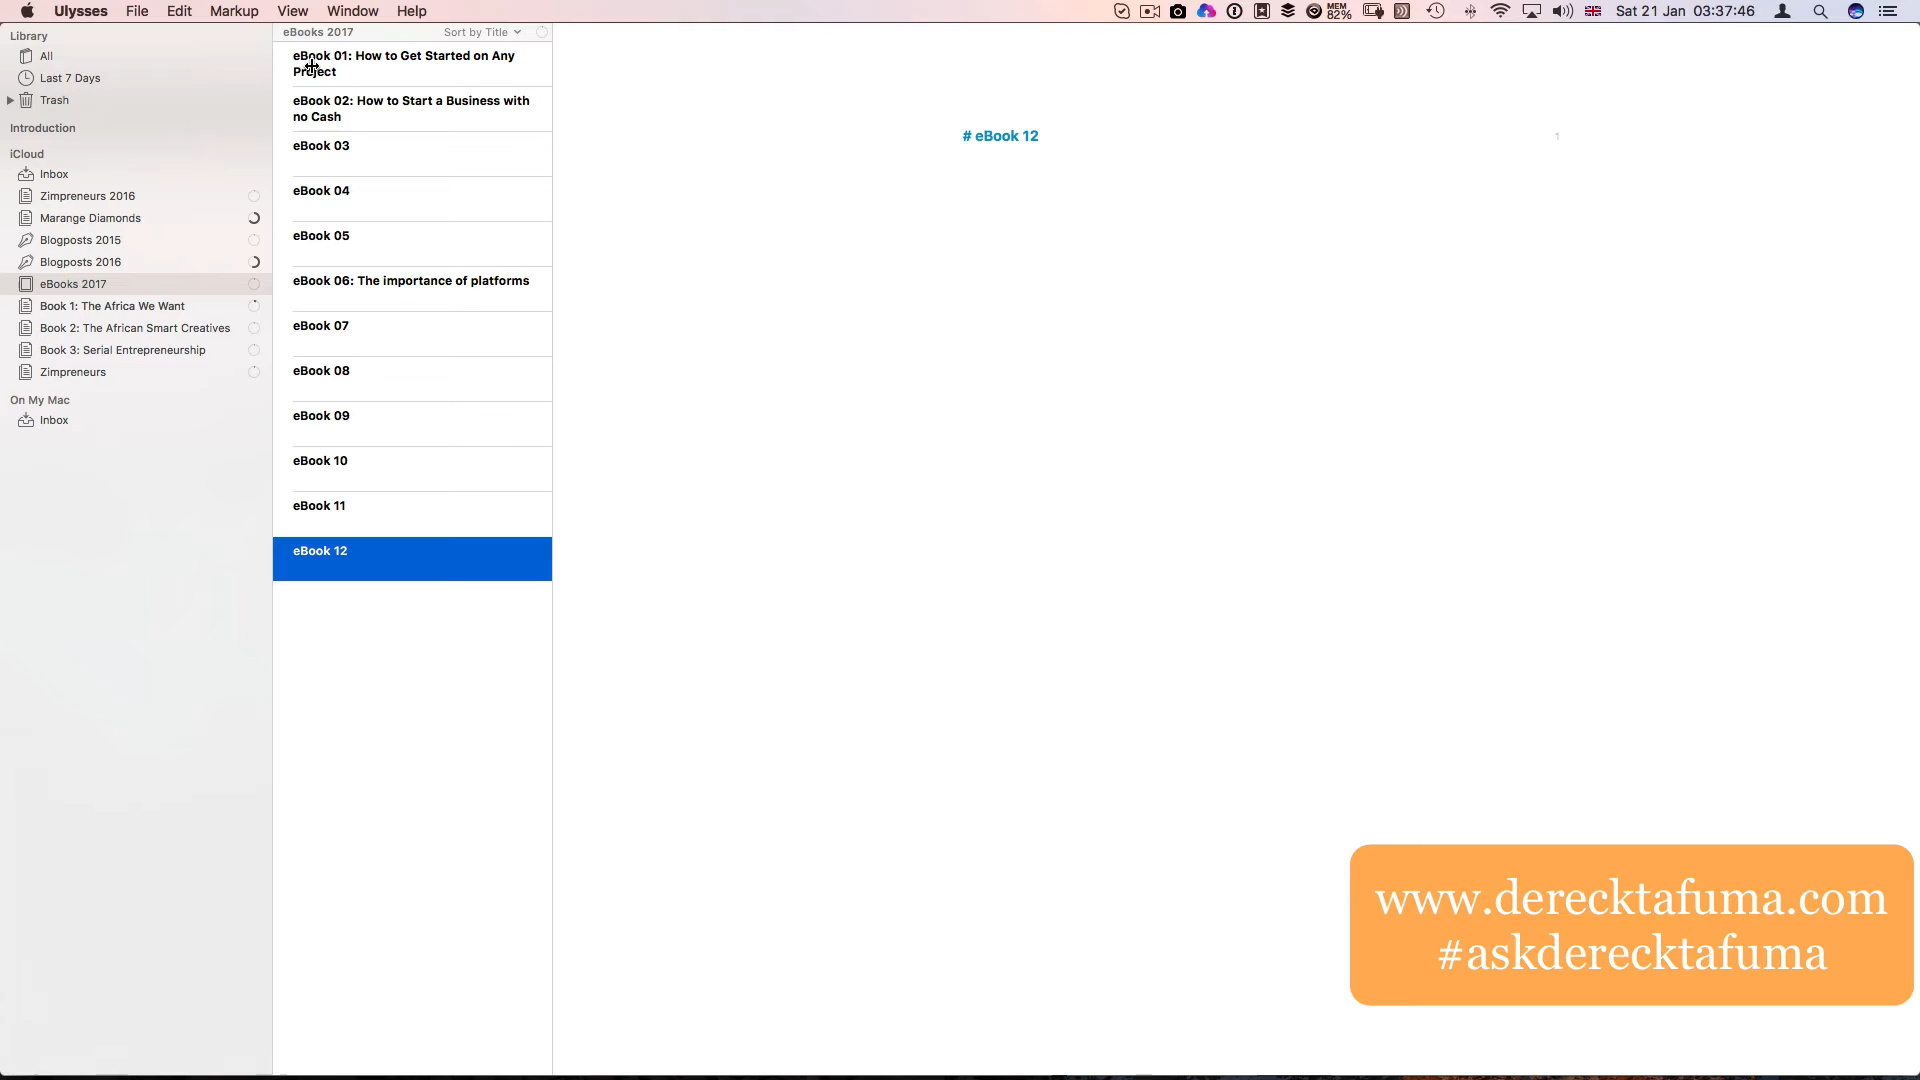 Ulysses File Edit View Window Help MEM 82% Sat 21 Jan 03:37:46
Library
All
Last 7 Days
Trash
Introduction
iCloud
Inbox
Zimpreneurs 2016
Marange Diamonds
Blogposts 2015
Blogposts 2016
eBooks 2017
Book 1: The Africa We Want
Book 2: The African Smart Creatives
Book 3: Serial Entrepreneurship
Zimpreneurs
On My Mac
Inbox
eBooks 2017 Sort by Title
eBook 01: How to Get Started on Any
Project
eBook 02: How to Start a Business with
no Cash
eBook 03
eBook 04
eBook 05
eBook 06: The importance of platforms
eBook 07
eBook 08
eBook 09
eBook 10
eBook 11
eBook 12
# eBook 12 1
www.derecktafuma.com
#askderecktafuma